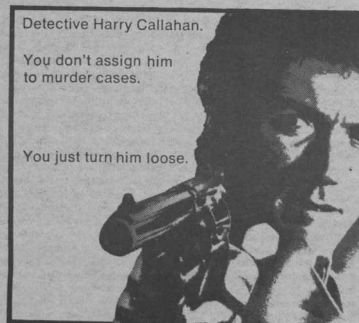 Detective Harry Callahan.
You don't assign him
to murder cases.
You just turn him loose.